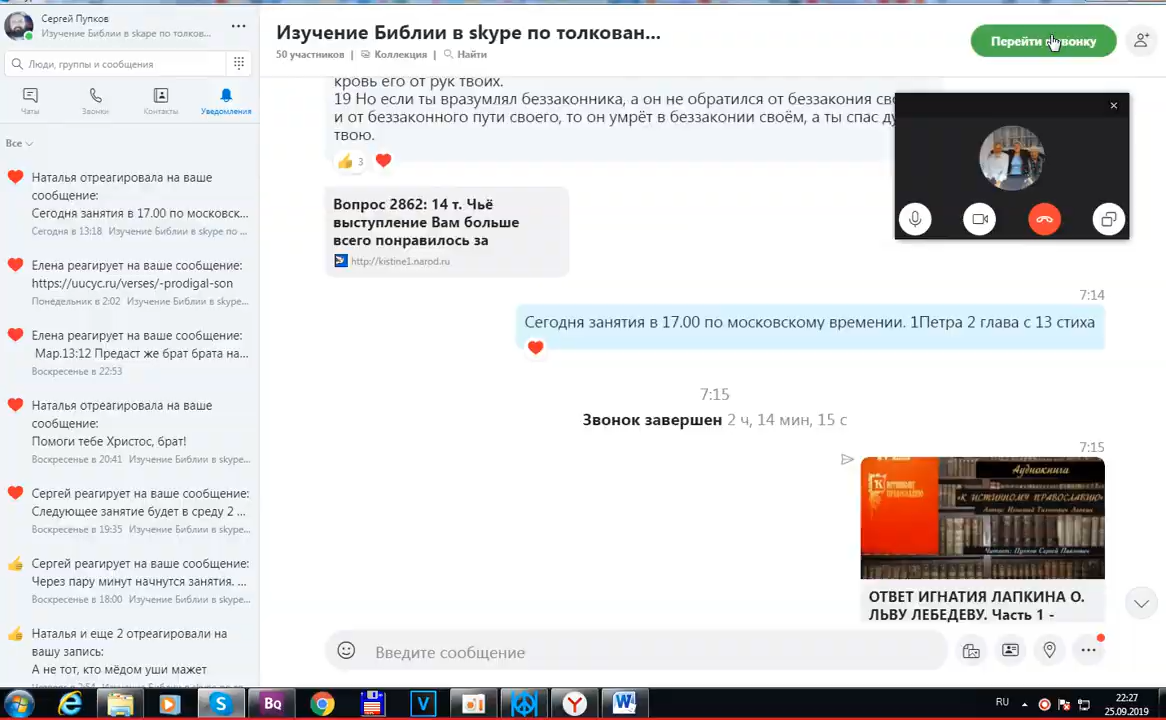 Сергей Пупков
Изучение Библии в skape по толков...
Люди, группы и сообщения
Чаты
Звонки
Контакты
Уведомления
Все
Наталья отреагировала на ваше
сообщение:
Сегодня занятия в 17.00 по московск...
Сегодня в 13:18 Изучение Библии в skype по ...
Елена реагирует на ваше сообщение:
https://uucyc.ru/verses/-prodigal-son
Понедельник в 2:02 Изучение Библии в skype...
Елена реагирует на ваше сообщение:
Мар.13:12 Предаст же брат брата на...
Воскресенье в 22:53
Наталья отреагировала на ваше
сообщение:
Помоги тебе Христос, брат!
Воскресенье в 20:41 Изучение Библии в skype...
Сергей реагирует на ваше сообщение:
Следующее занятие будет в среду 2 ...
Воскресенье в 19:35 Изучение Библии в skype...
Сергей реагирует на ваше сообщение:
Через пару минут начнутся занятия. ...
Воскресенье в 18:00 Изучение Библии в skype...
Наталья и еще 2 отреагировали на
вашу запись:
А не тот, кто мёдом уши мажет
Изучение Библии в skype по толкован...
50 участников | Коллекция | Найти
Перейти звонку
кровь его от рук твоих.
19 Но если ты вразумлял беззаконника, а он не обратился от беззакония св
и от беззаконного пути своего, то он умрёт в беззаконии своём, а ты спас д
твою.
3
Вопрос 2862: 14 т. Чьё
выступление Вам больше
всего понравилось за
http://kistine1.narod.ru
7:14
Сегодня занятия в 17.00 по московскому времени. 1Петра 2 глава с 13 стиха
7:15
Звонок завершен 2 ч, 14 мин, 15 с
7:15
Аудиокнига
«К ИСТИННОМУ ПРАВОСЛАВИЮ»
Автор: Игнатий Тихонович Лапкин
Читает: Пупков Сергей Павлович
ОТВЕТ ИГНАТИЯ ЛАПКИНА О.
ЛЬВУ ЛЕБЕДЕВУ. Часть 1 -
Введите сообщение
Bq
RU
22:27
25.09.2019